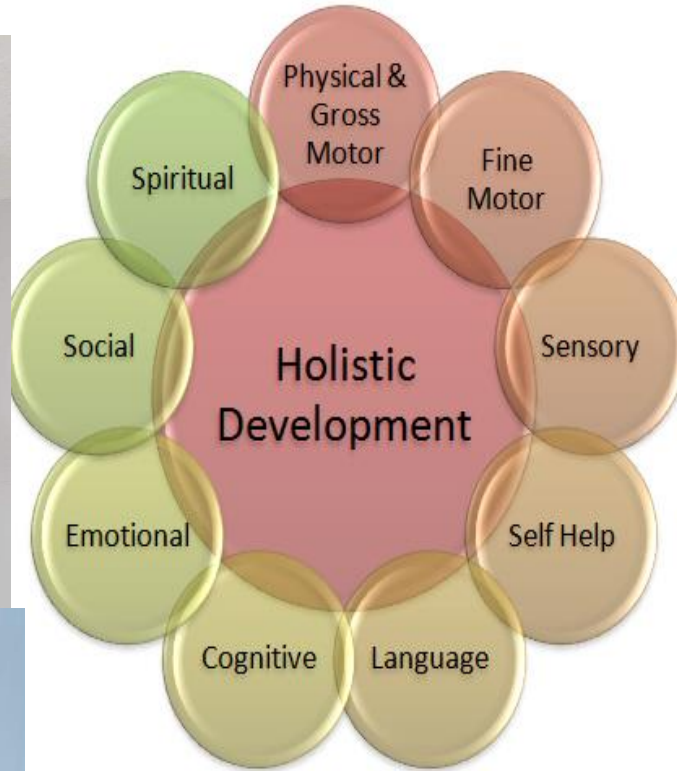 Physical &
Gross
Motor
Fine
Motor
Sensory
Self Help
Language
Cognitive
Emotional
Social
Spiritual
Holistic
Development